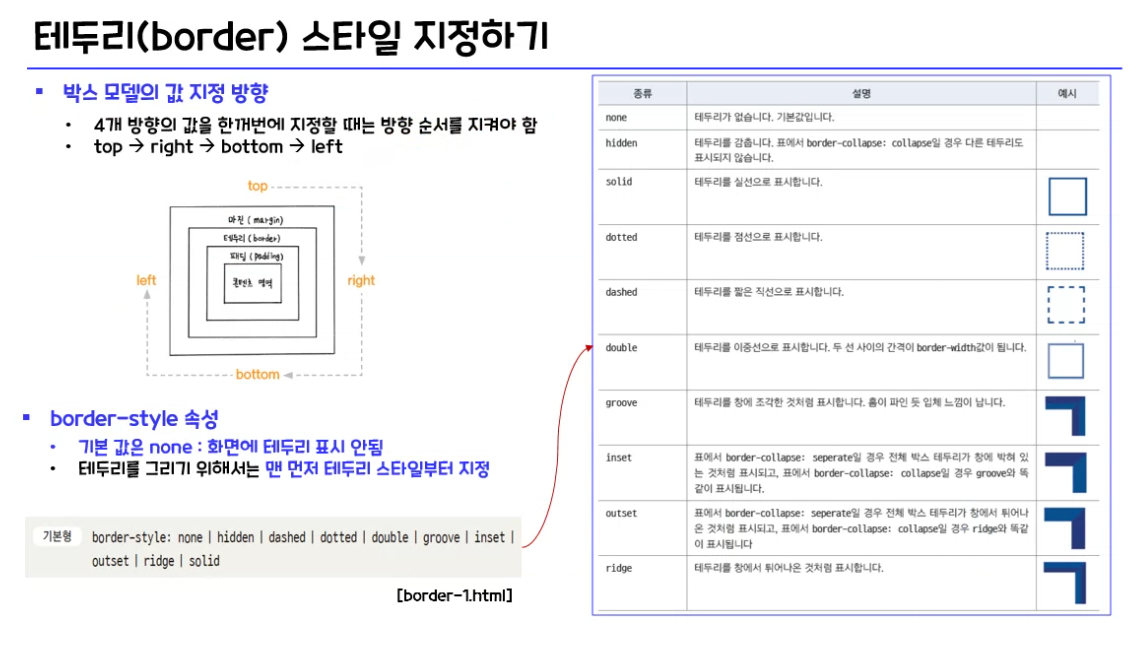 테두리(border) 스타일 지정하기
▪ 박스 모델의 값 지정 방향
• 4개 방향의 값을 한꺼번에 지정할 때는 방향 순서를 지켜야 함
• top → right → bottom → left
top
마진 ( margin)
테두리 ( border)
패딩 ( padding)
콘텐츠 영역
left
right
bottom
▪ border-style 속성
• 기본 값은 none : 화면에 테두리 표시 안됨
• 테두리를 그리기 위해서는 맨 먼저 테두리 스타일부터 지정
기본형 border-style: none | hidden | dashed | dotted | double | groove | inset |
outset | ridge | solid
[border-1.html]
종류 설명 예시
none 테두리가 없습니다. 기본값입니다.
hidden 테두리를 감춥니다. 표에서 border-collapse: collapse일 경우 다른 테두리도
표시되지 않습니다.
solid 테두리를 실선으로 표시합니다.
dotted 테두리를 점선으로 표시합니다.
dashed 테두리를 짧은 직선으로 표시합니다.
double 테두리를 이중선으로 표시합니다. 두 선 사이의 간격이 border-width값이 됩니다.
groove 테두리를 창에 조각한 것처럼 표시합니다. 홈이 파인 듯 입체 느낌이 납니다.
inset 표에서 border-collapse: seperate일 경우 전체 박스 테두리가 창에 박혀 있
는 것처럼 표시되고, 표에서 border-collapse: collapse일 경우 groove와 똑
같이 표시됩니다.
outset 표에서 border-collapse: seperate일 경우 전체 박스 테두리가 창에서 튀어나
온 것처럼 표시되고, 표에서 border-collapse: collapse일 경우 ridge와 똑같
이 표시됩니다
ridge 테두리를 창에서 튀어나온 것처럼 표시합니다.